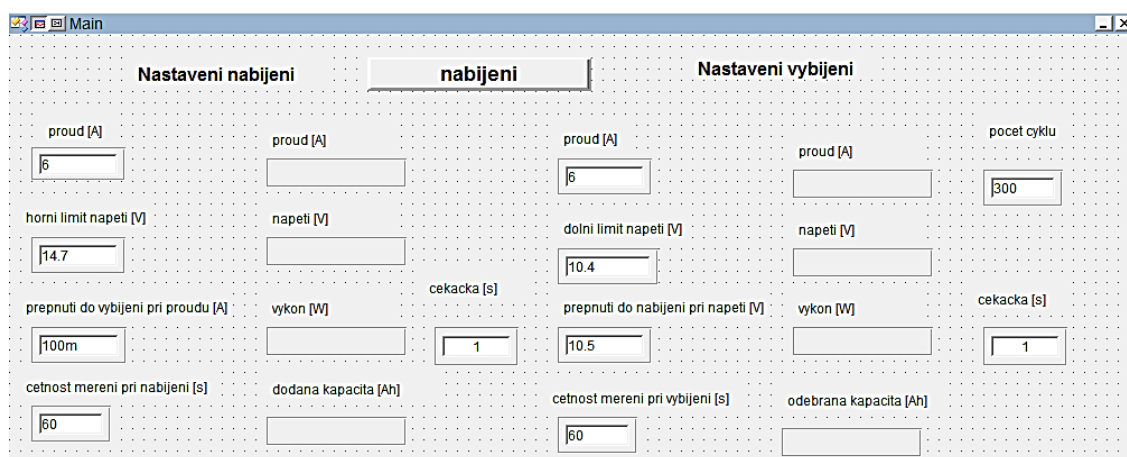 Main
Nastaveni nabijeni
nabijeni
Nastaveni vybijeni
proud [A]
6
proud [A]
proud [A]
6
proud [A]
pocet cyklu
300
horni limit napeti [V]
14.7
napeti [V]
dolni limit napeti [V]
10.4
napeti [V]
prepnuti do vybijeni pri proudu [A]
100m
vykon [W]
cekacka [s]
1
prepnuti do nabijeni pri napeti [V]
10.5
vykon [W]
cekacka [s]
1
cetnost mereni pri nabijeni [s]
60
dodana kapacita [Ah]
cetnost mereni pri vybijeni [s]
60
odebrana kapacita [Ah]